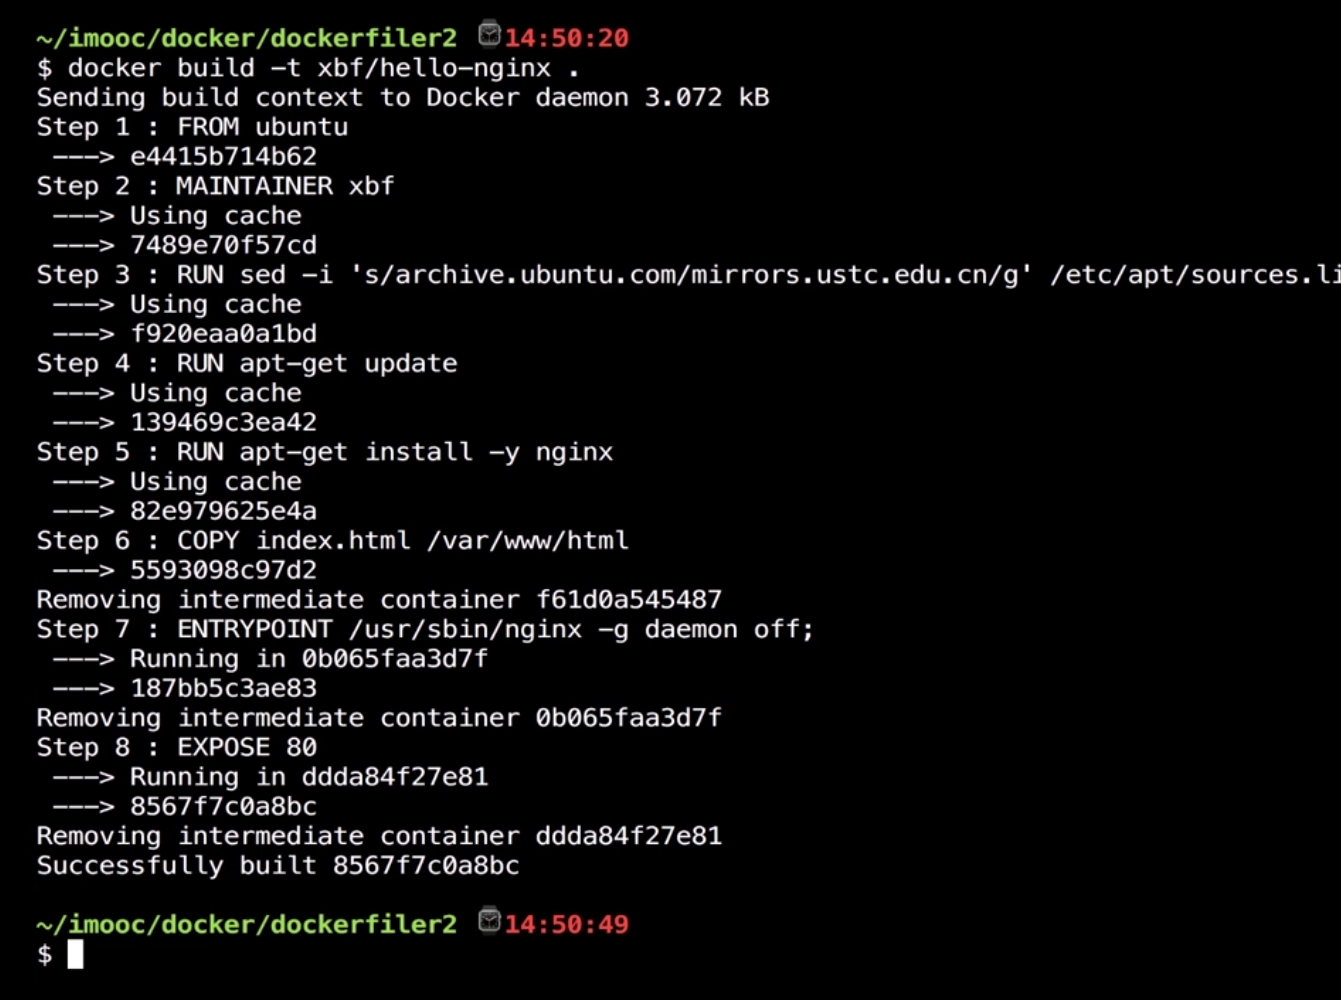 ~/imooc/docker/dockerfiler2 14:50:20
$ docker build -t xbf/hello-nginx .
Sending build context to Docker daemon 3.072 kB
Step 1 : FROM ubuntu
---> e4415b714b62
Step 2 : MAINTAINER xbf
---> Using cache
---> 7489e70f57cd
Step 3 : RUN sed -i 's/archive.ubuntu.com/mirrors.ustc.edu.cn/g' /etc/apt/sources.li
---> Using cache
---> f920eaa0a1bd
Step 4 : RUN apt-get update
---> Using cache
---> 139469c3ea42
Step 5 : RUN apt-get install -y nginx
---> Using cache
---> 82e979625e4a
Step 6 : COPY index.html /var/www/html
---> 5593098c97d2
Removing intermediate container f61d0a545487
Step 7 : ENTRYPOINT /usr/sbin/nginx -g daemon off;
---> Running in 0b065faa3d7f
---> 187bb5c3ae83
Removing intermediate container 0b065faa3d7f
Step 8 : EXPOSE 80
---> Running in ddda84f27e81
---> 8567f7c0a8bc
Removing intermediate container ddda84f27e81
Successfully built 8567f7c0a8bc
~/imooc/docker/dockerfiler2 14:50:49
$